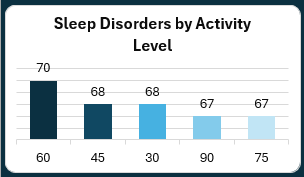 Sleep Disorders by Activity
Level
70 68 68 67 67
60 45 30 90 75